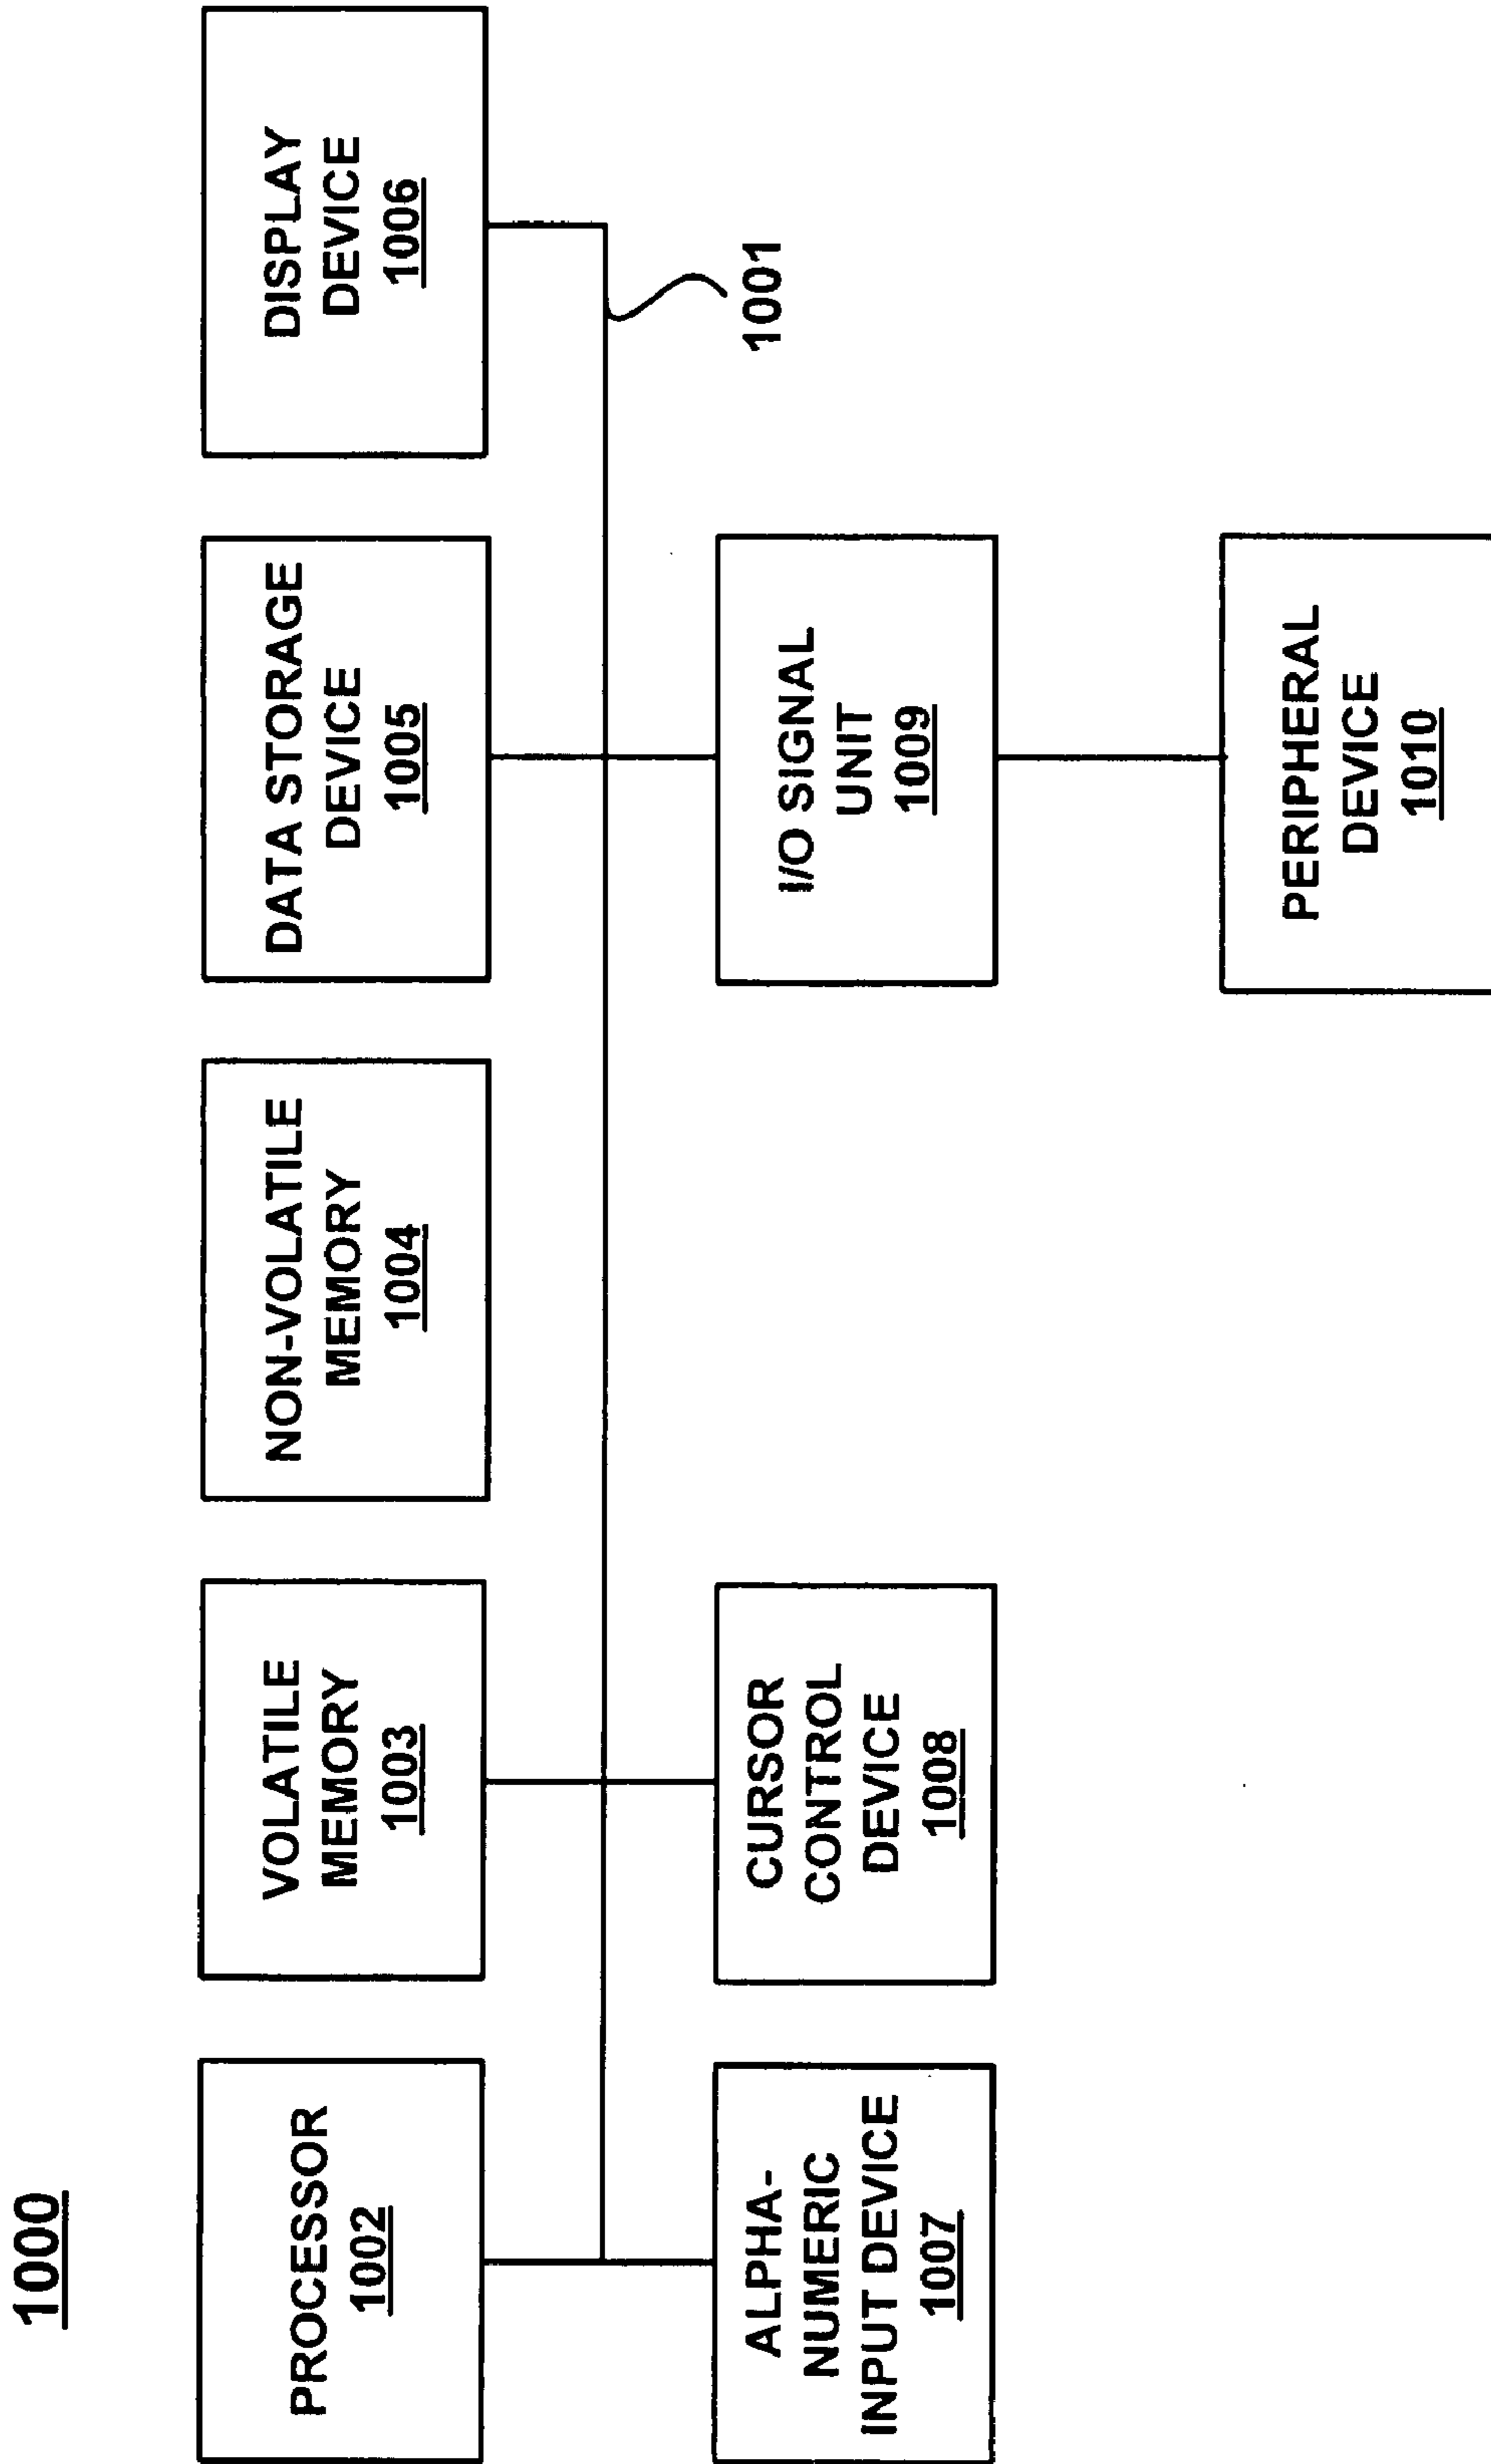 1000
PROCESSOR
1002
VOLATILE
MEMORY
1003
NON-VOLATILE
MEMORY
1004
DATA STORAGE
DEVICE
1005
DISPLAY
DEVICE
1006
1001
ALPHA-
NUMERIC
INPUT DEVICE
1007
CURSOR
CONTROL
DEVICE
1008
I/O SIGNAL
UNIT
1009
PERIPHERAL
DEVICE
1010